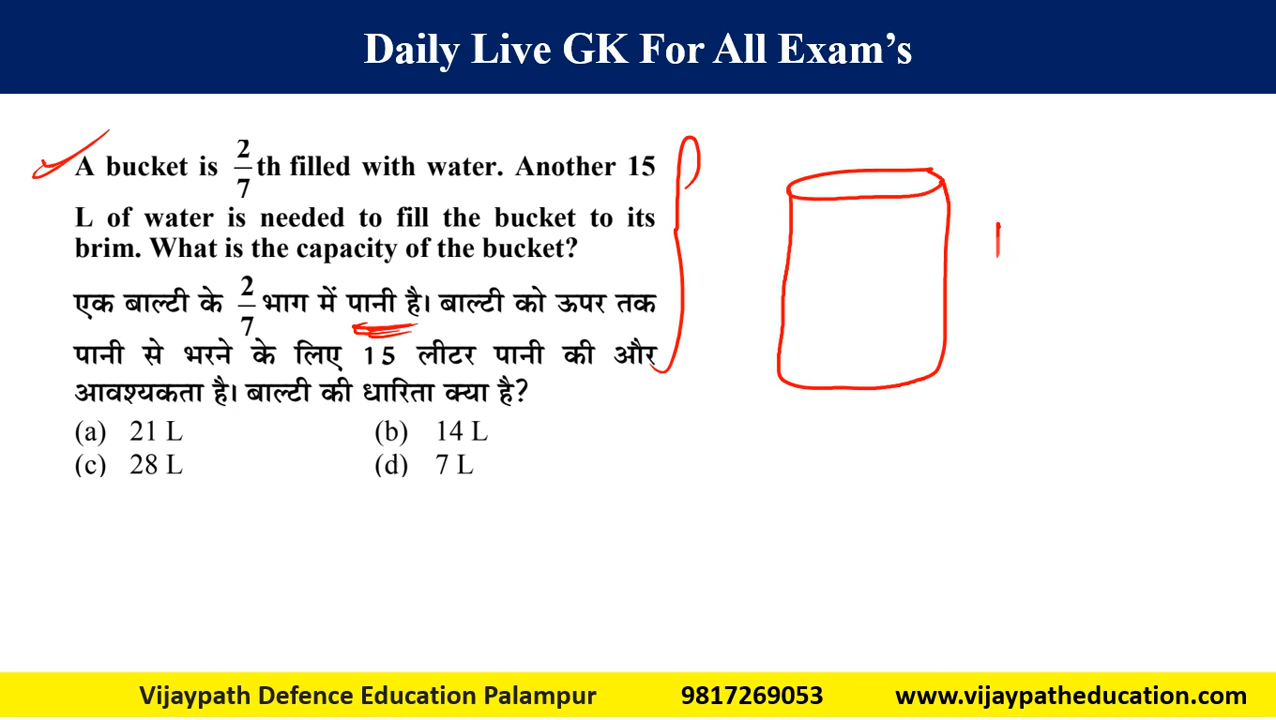 Daily Live GK For All Exam's
A bucket is 2/7 th filled with water. Another 15
L of water is needed to fill the bucket to its
brim. What is the capacity of the bucket?
एक बाल्टी के 2/7 भाग में पानी है। बाल्टी को ऊपर तक
पानी से भरने के लिए 15 लीटर पानी की और
आवश्यकता है। बाल्टी की धारिता क्या है?
(a) 21 L (b) 14 L
(c) 28 L (d) 7 L
Vijaypath Defence Education Palampur 9817269053 www.vijaypatheducation.com